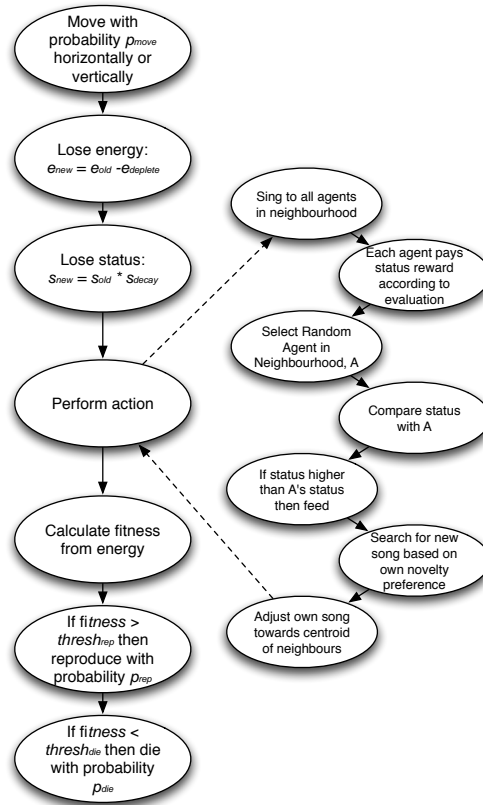 Move with
probability pmove
horizontally or
vertically
Lose energy:
enew = eold -edeplete
Lose status:
snew = sold * sdecay
Perform action
Calculate fitness
from energy
If fitness >
threshrep then
reproduce with
probability prep
If fitness <
threshdie then die
with probability
pdie
Sing to all agents
in neighbourhood
Each agent pays
status reward
according to
evaluation
Select Random
Agent in
Neighbourhood, A
Compare status
with A
If status higher
than A's status
then feed
Search for new
song based on
own novelty
preference
Adjust own song
towards centroid
of neighbours